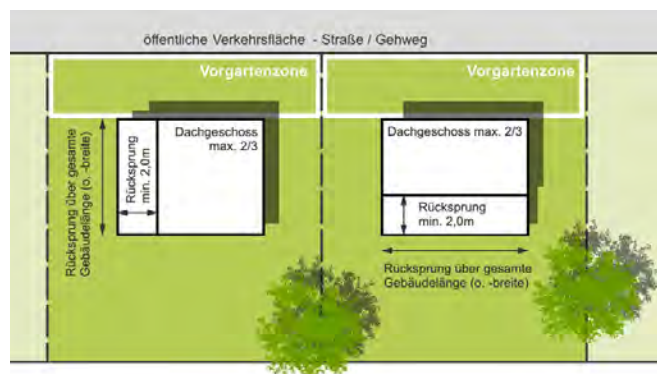 öffentliche Verkehrsfläche - Straße / Gehweg
Vorgartenzone
Vorgartenzone
Rücksprung über gesamte
Gebäudelänge (o. -breite)
Rücksprung
min. 2,0m
Dachgeschoss
max. 2/3
Dachgeschoss max. 2/3
Rücksprung
min. 2,0m
Rücksprung über gesamte
Gebäudelänge (o. -breite)